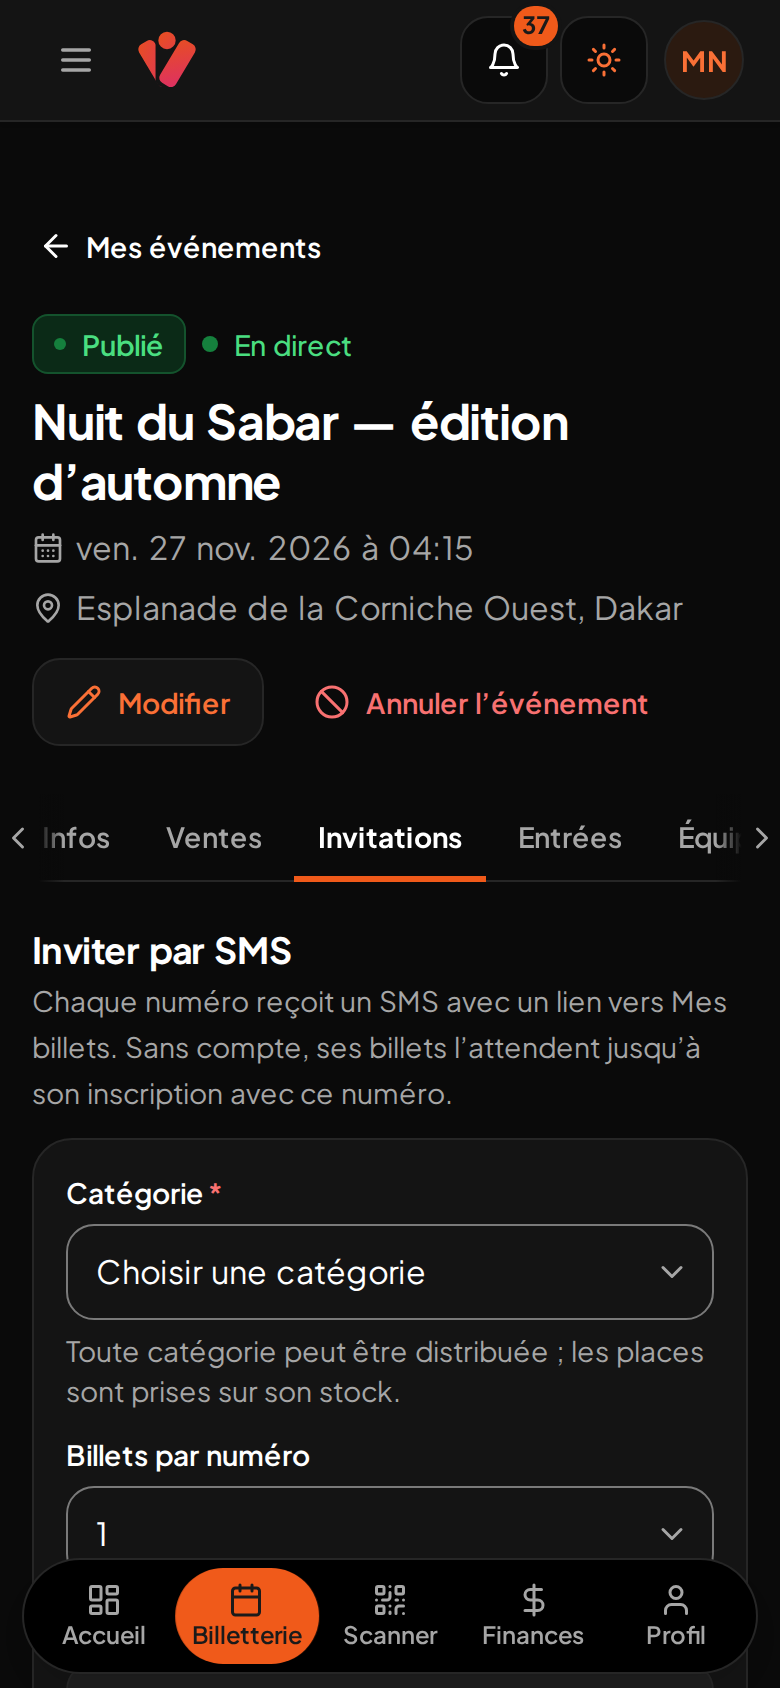 37
MN
Mes événements
Publié
En direct
Nuit du Sabar — édition
d’automne
ven. 27 nov. 2026 à 04:15
Esplanade de la Corniche Ouest, Dakar
Modifier
Annuler l’événement
Infos
Ventes
Invitations
Entrées
Équi
Inviter par SMS
Chaque numéro reçoit un SMS avec un lien vers Mes
billets. Sans compte, ses billets l’attendent jusqu’à
son inscription avec ce numéro.
Catégorie *
Choisir une catégorie
Toute catégorie peut être distribuée ; les places
sont prises sur son stock.
Billets par numéro
1
Accueil
Billetterie
Scanner
Finances
Profil